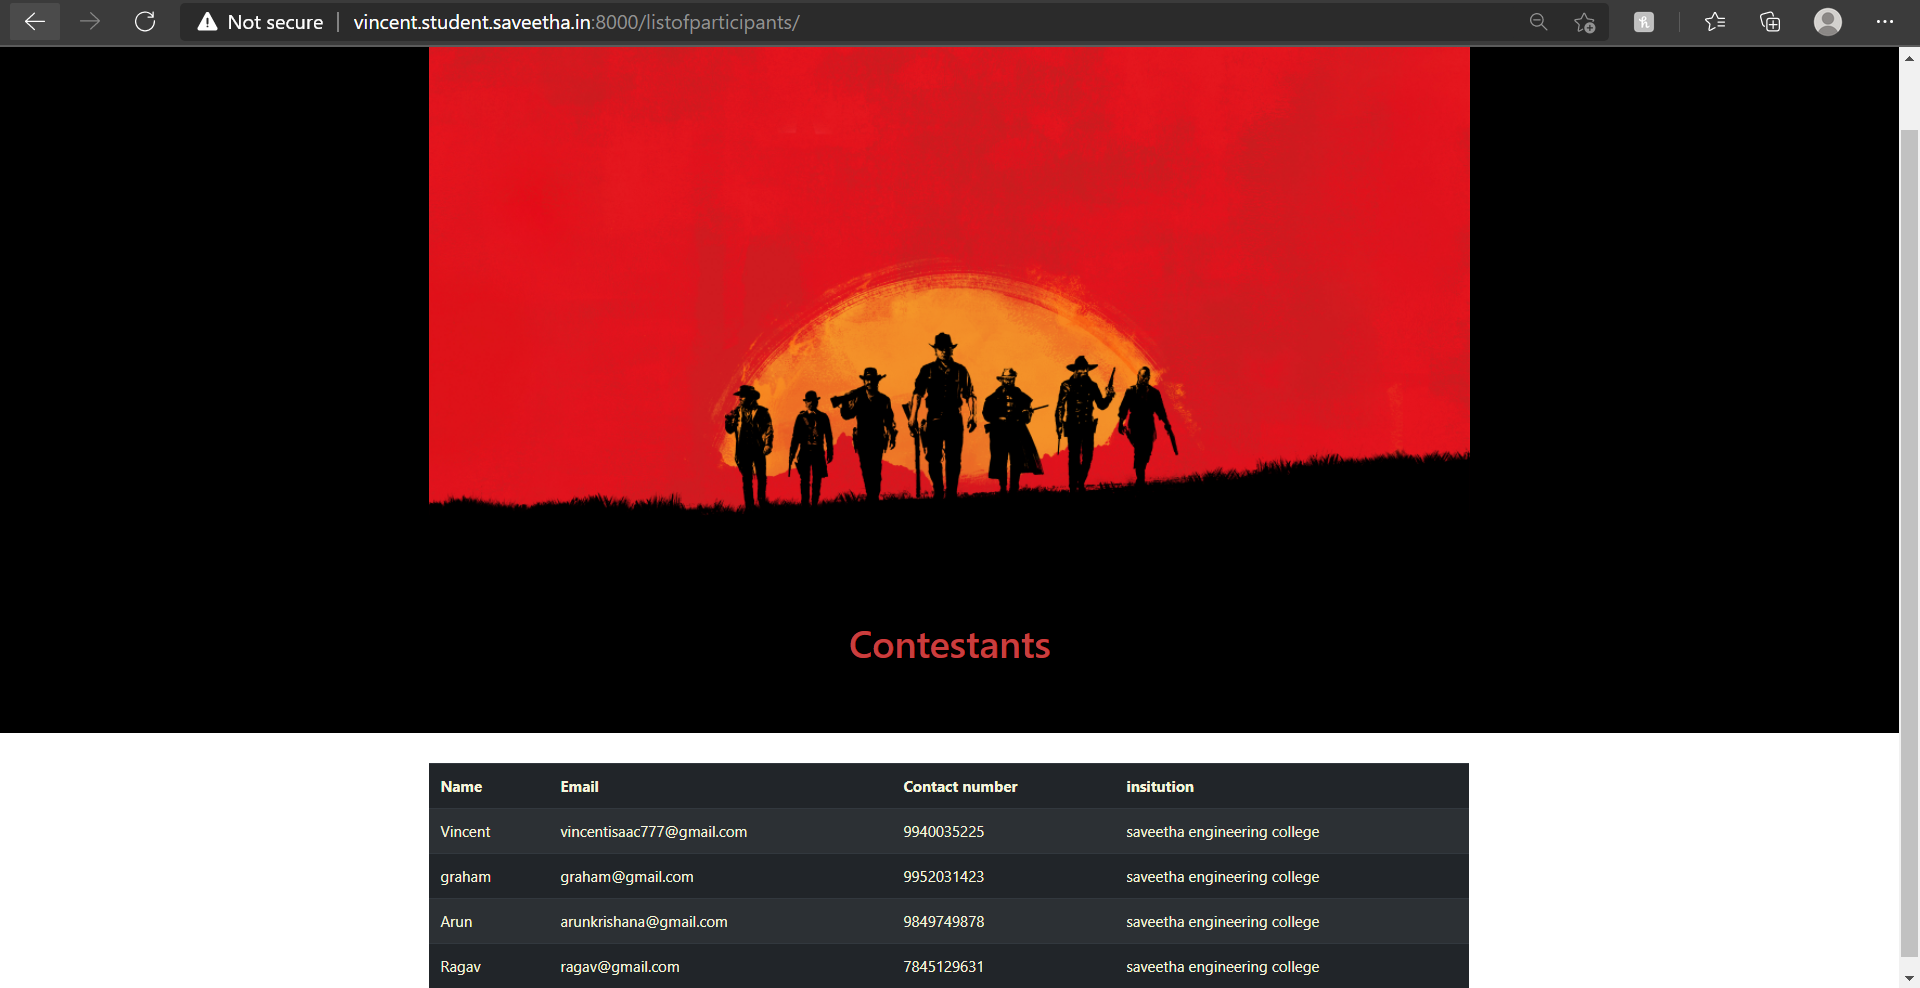 Not secure | vincent.student.saveetha.in:8000/listofparticipants/
Contestants
Name Email Contact number insitution
Vincent vincentisaac777@gmail.com 9940035225 saveetha engineering college
graham graham@gmail.com 9952031423 saveetha engineering college
Arun arunkrishana@gmail.com 9849749878 saveetha engineering college
Ragav ragav@gmail.com 7845129631 saveetha engineering college